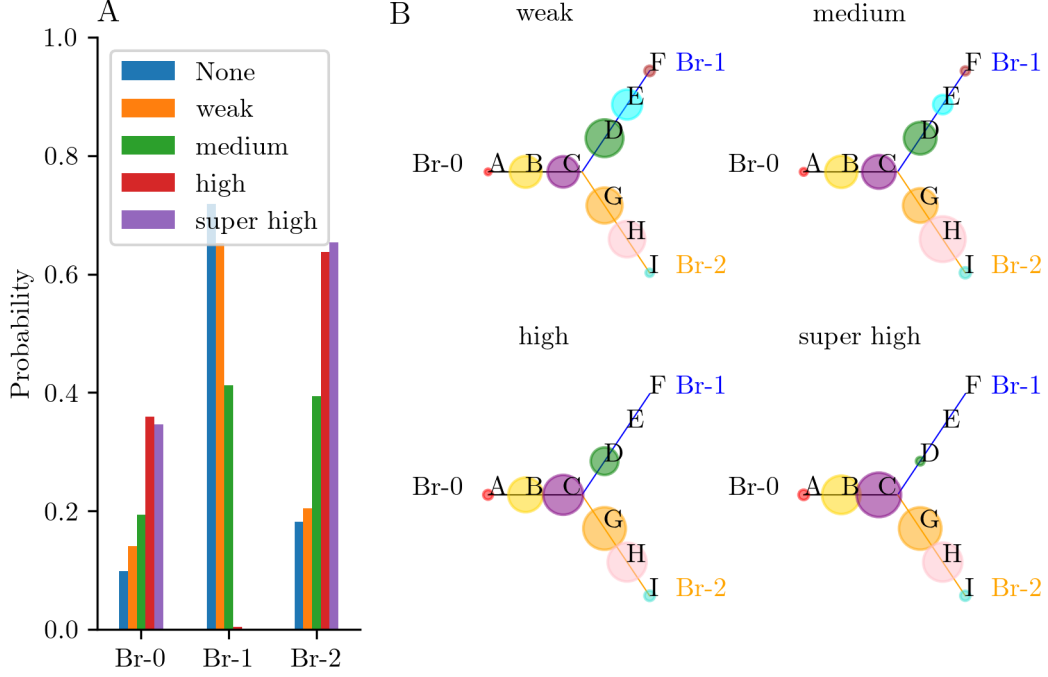 A
1.0
0.8
0.6
0.4
0.2
0.0
Probability
None
weak
medium
high
super high
Br-0
Br-1
Br-2
B
weak
F Br-1
E
D
Br-0 A B C
G
H
I Br-2
medium
F Br-1
E
D
Br-0 A B C
G
H
I Br-2
high
F Br-1
E
D
Br-0 A B C
G
H
I Br-2
super high
F Br-1
E
D
Br-0 A B C
G
H
I Br-2